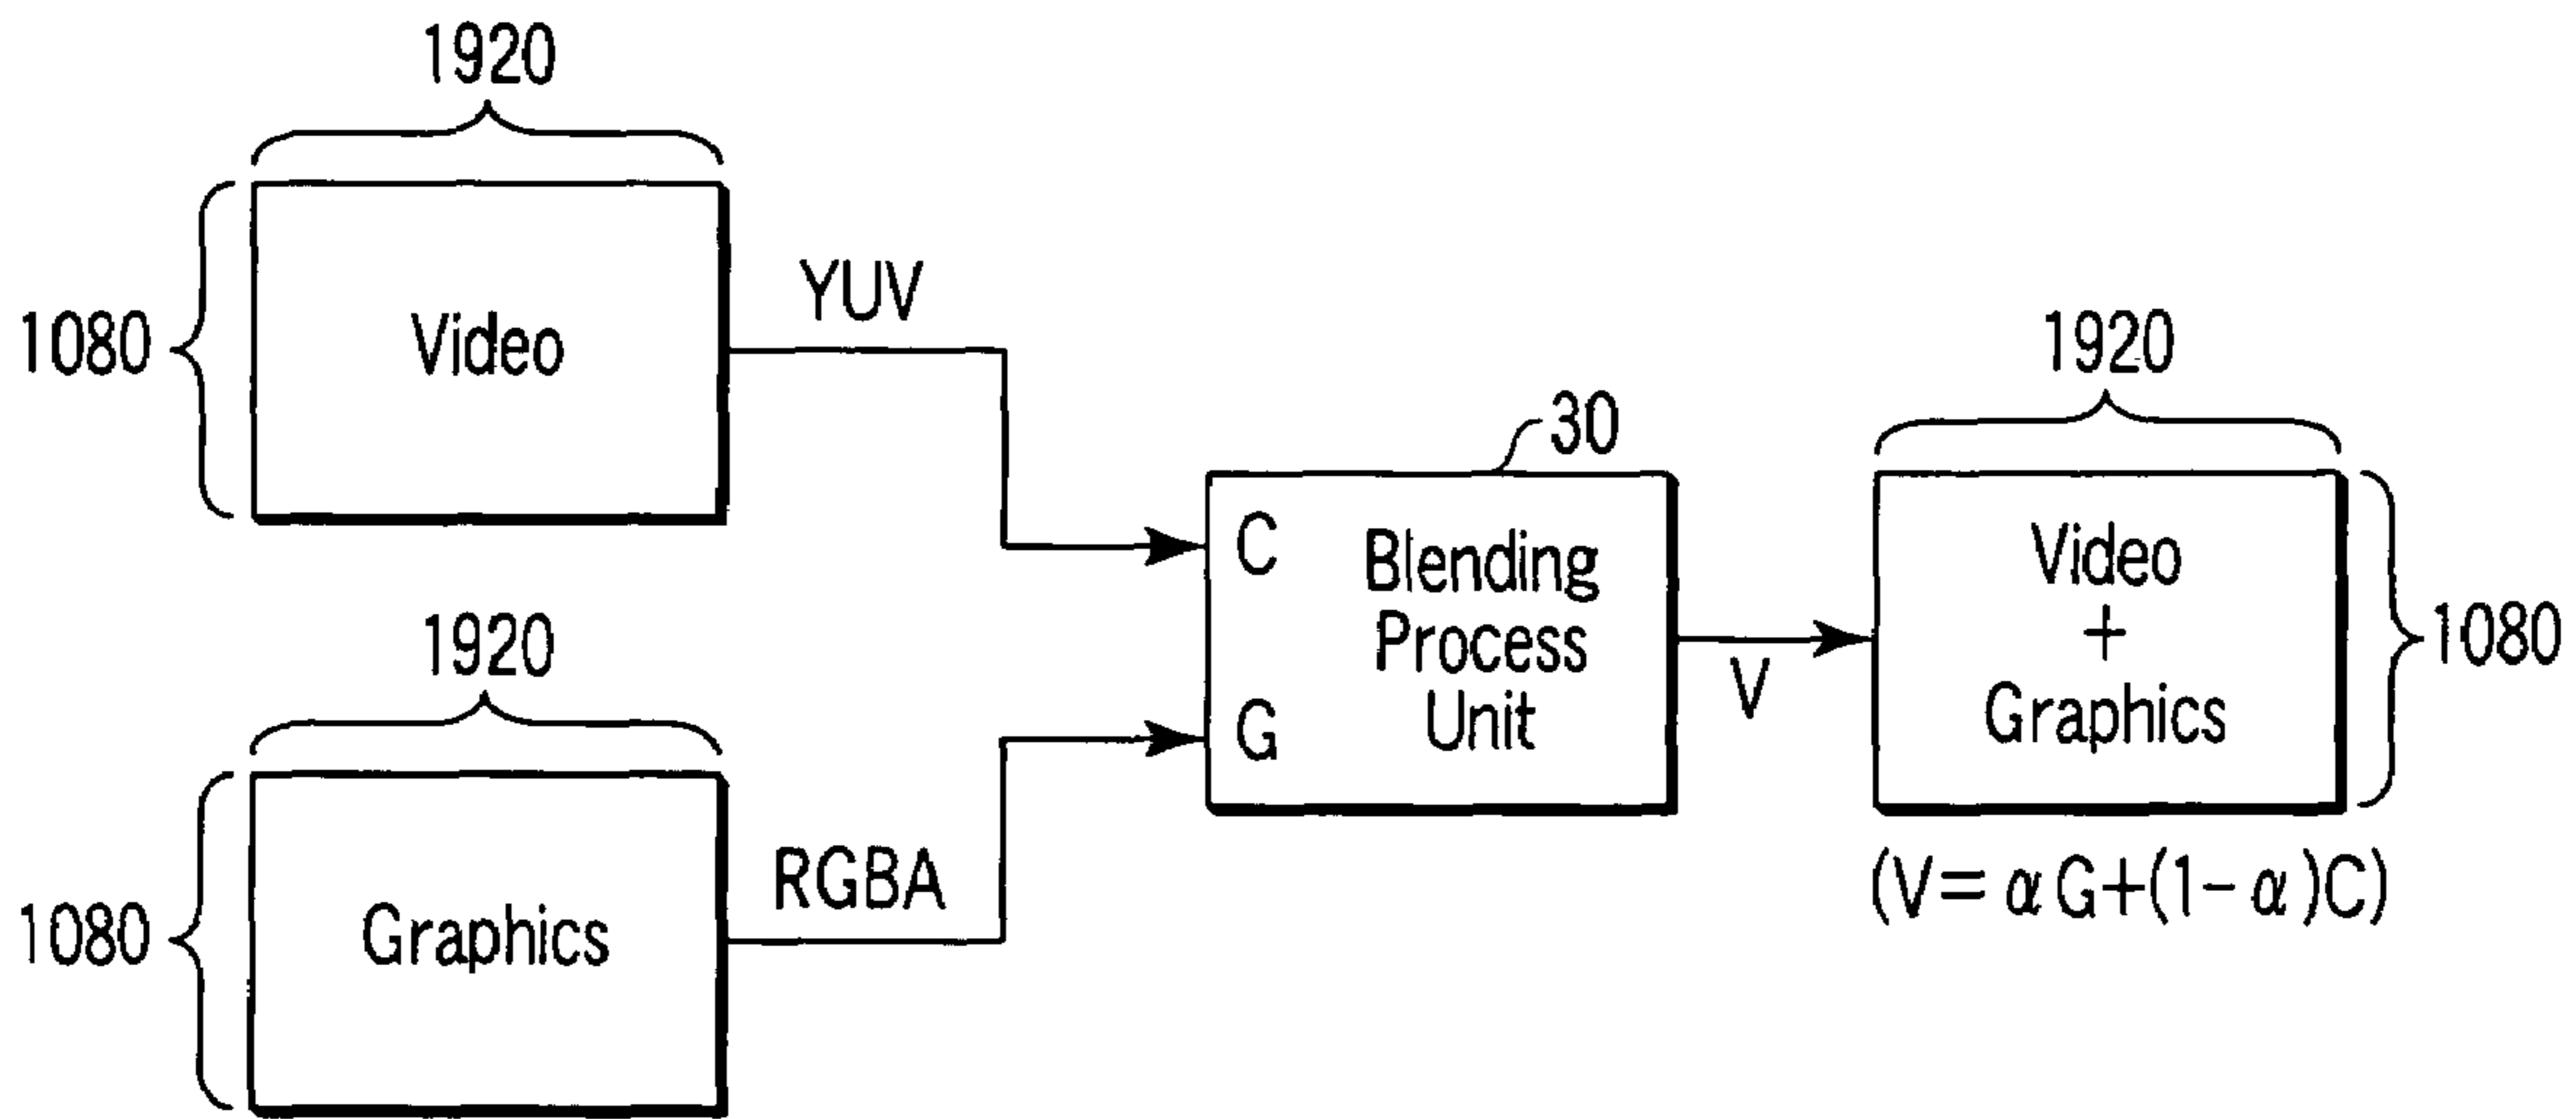 1920
1080
Video
YUV
1920
1080
Graphics
RGBA
30
C
G
Blending
Process
Unit
V
1920
Video
+
Graphics
1080
(V= αG+(1-α)C)